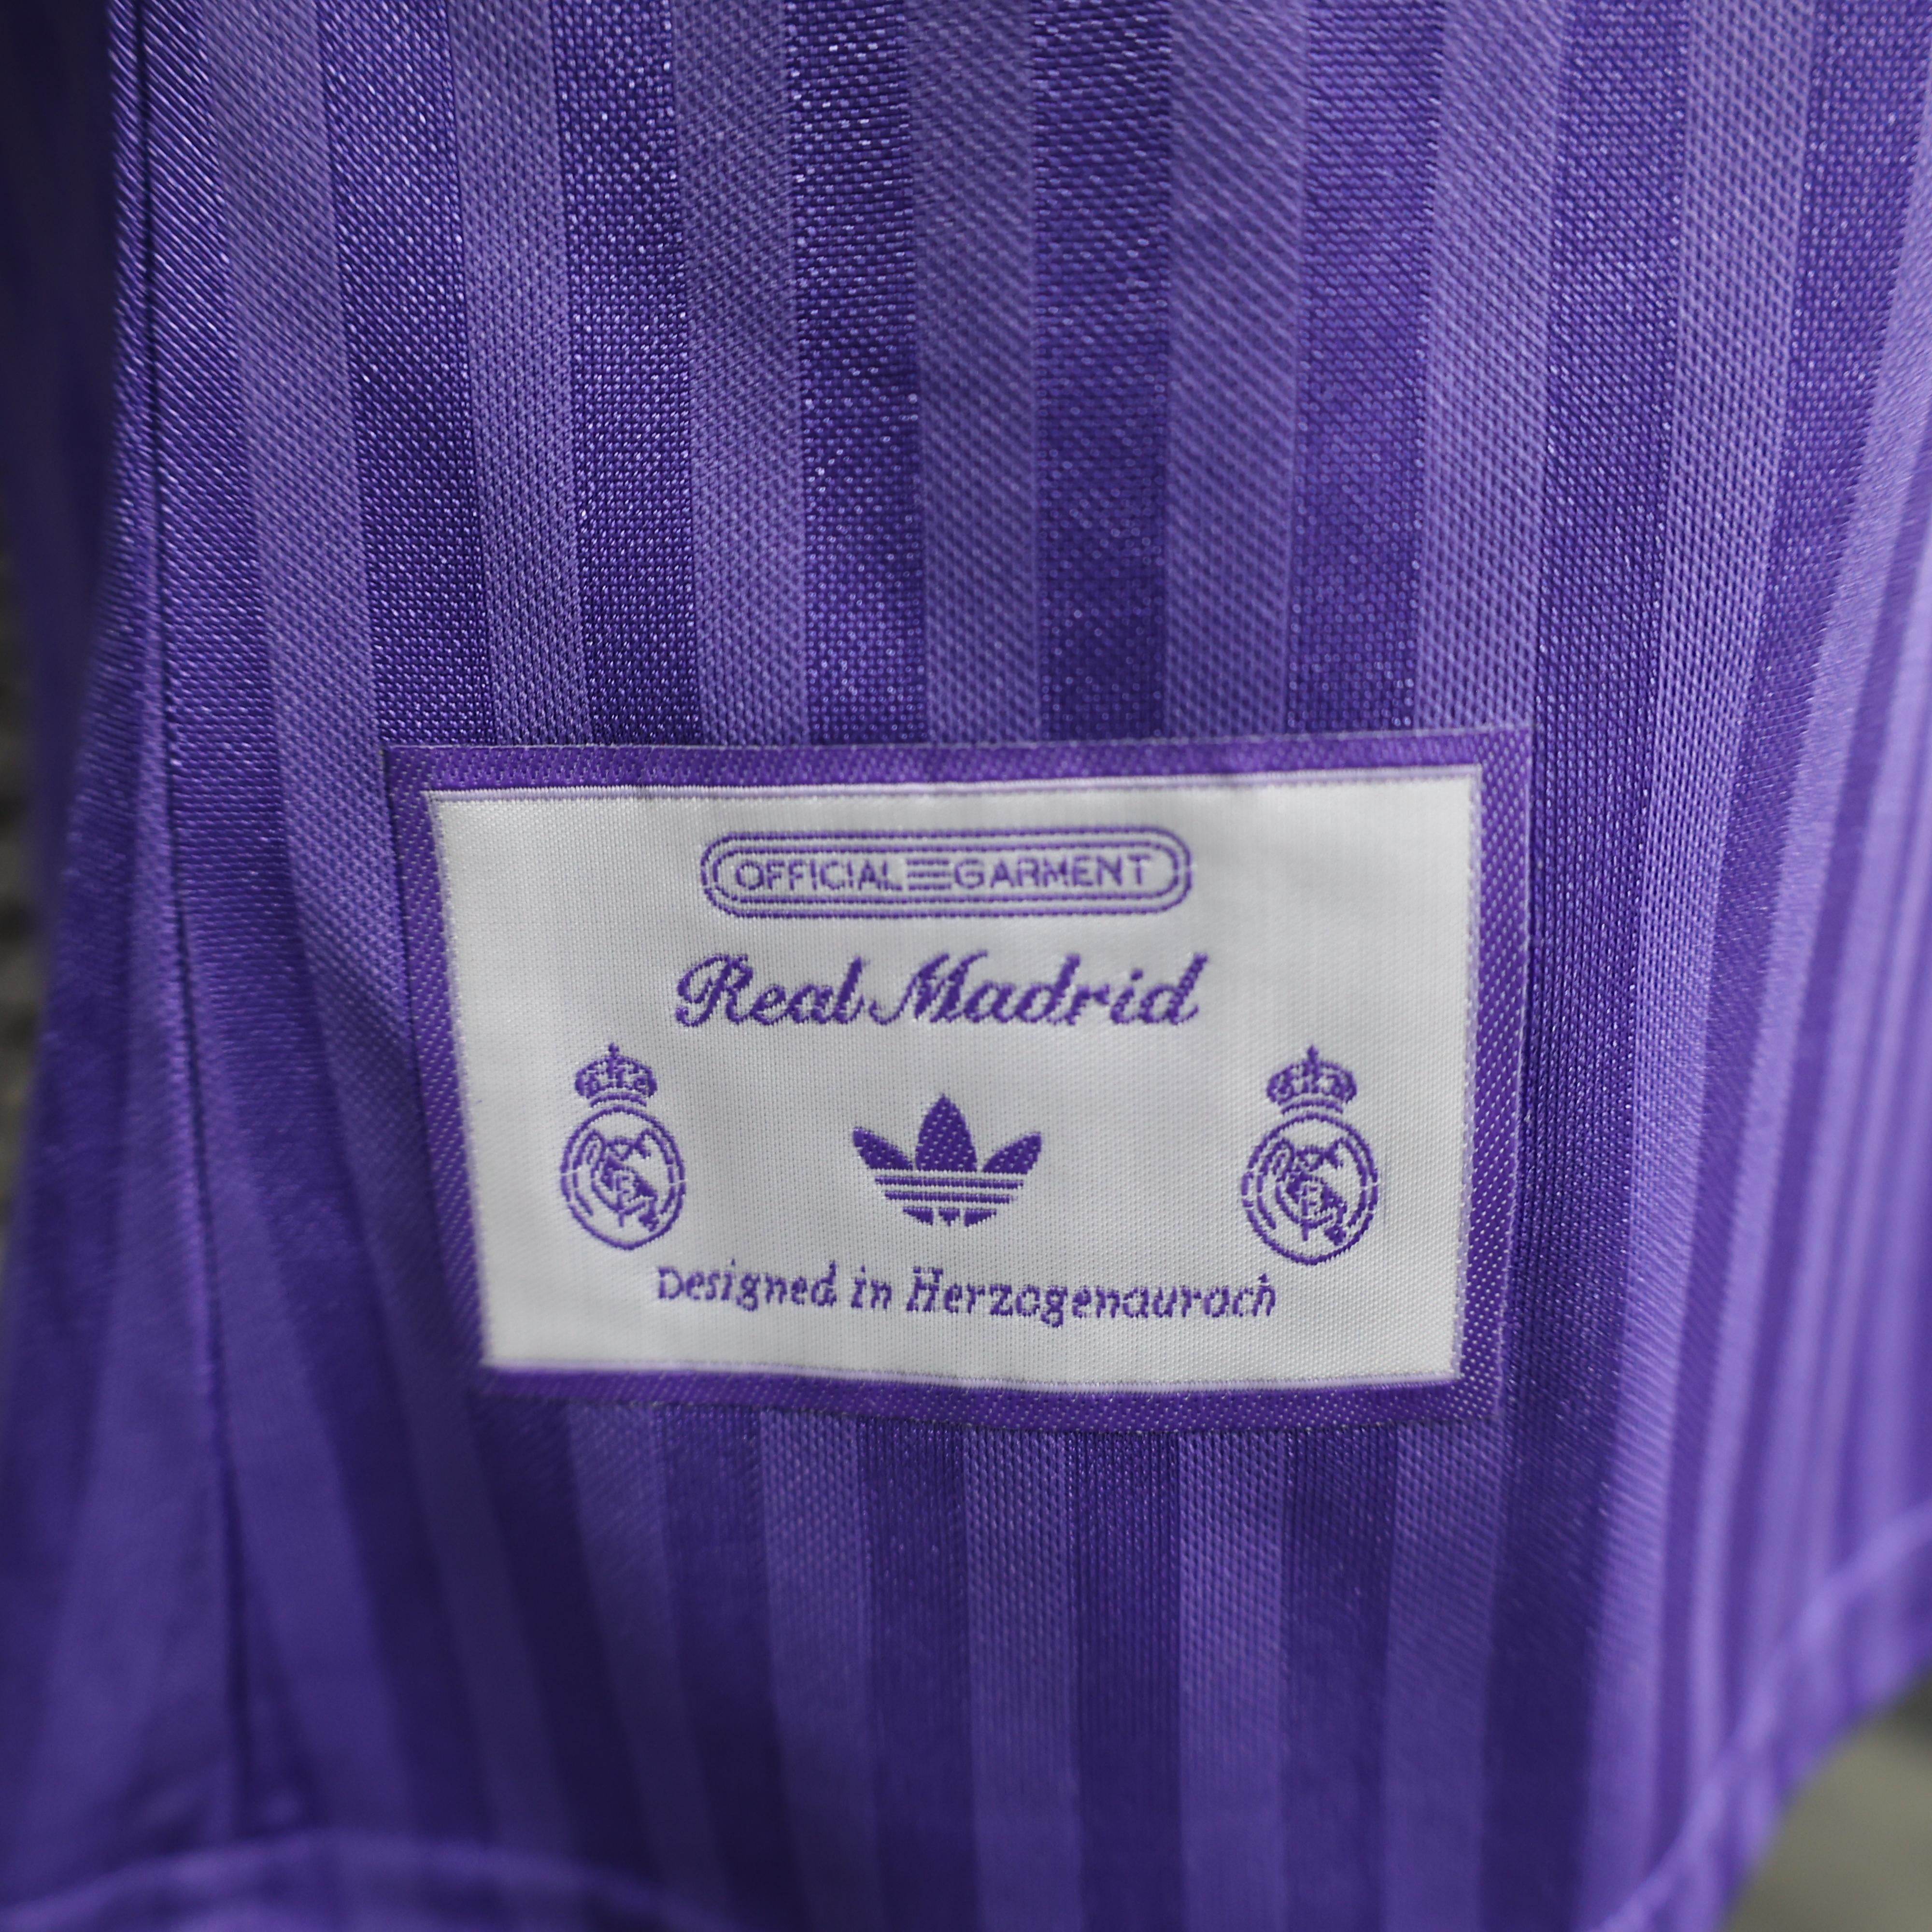 OFFICIAL GARMENT
Real Madrid
Designed in Herzogenaurach